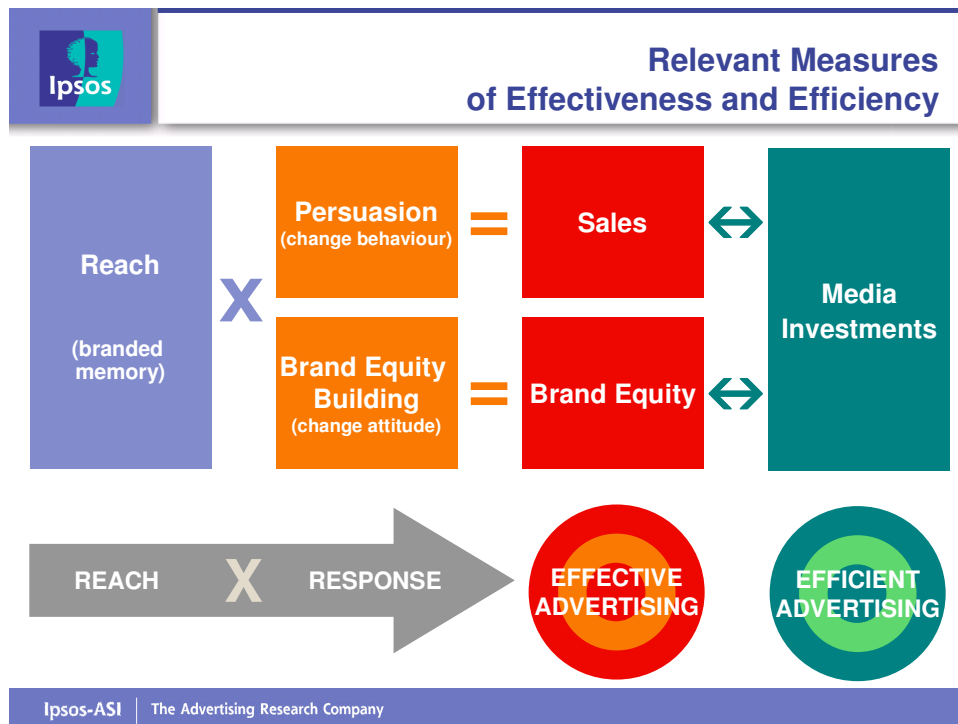 Ipsos
Relevant Measures
of Effectiveness and Efficiency
Reach
(branded
memory)
X
Persuasion
(change behaviour)
=
Sales
Brand Equity
Building
(change attitude)
=
Brand Equity
Media
Investments
REACH X RESPONSE
EFFECTIVE
ADVERTISING
EFFICIENT
ADVERTISING
Ipsos-ASI The Advertising Research Company